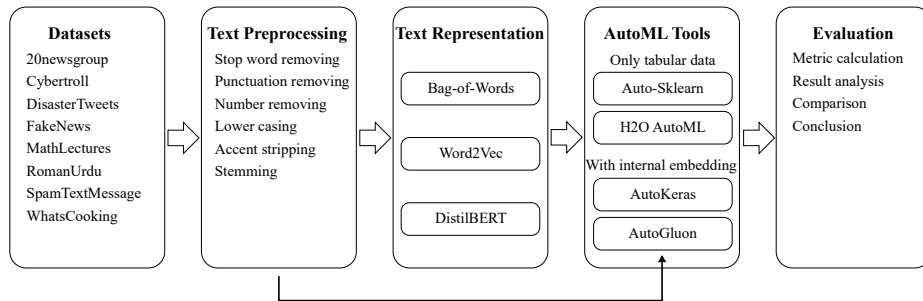 Datasets
20newsgroup
Cybertroll
DisasterTweets
FakeNews
MathLectures
RomanUrdu
SpamTextMessage
WhatsCooking
Text Preprocessing
Stop word removing
Punctuation removing
Number removing
Lower casing
Accent stripping
Stemming
Text Representation
Bag-of-Words
Word2Vec
DistilBERT
AutoML Tools
Only tabular data
Auto-Sklearn
H2O AutoML
With internal embedding
AutoKeras
AutoGluon
Evaluation
Metric calculation
Result analysis
Comparison
Conclusion